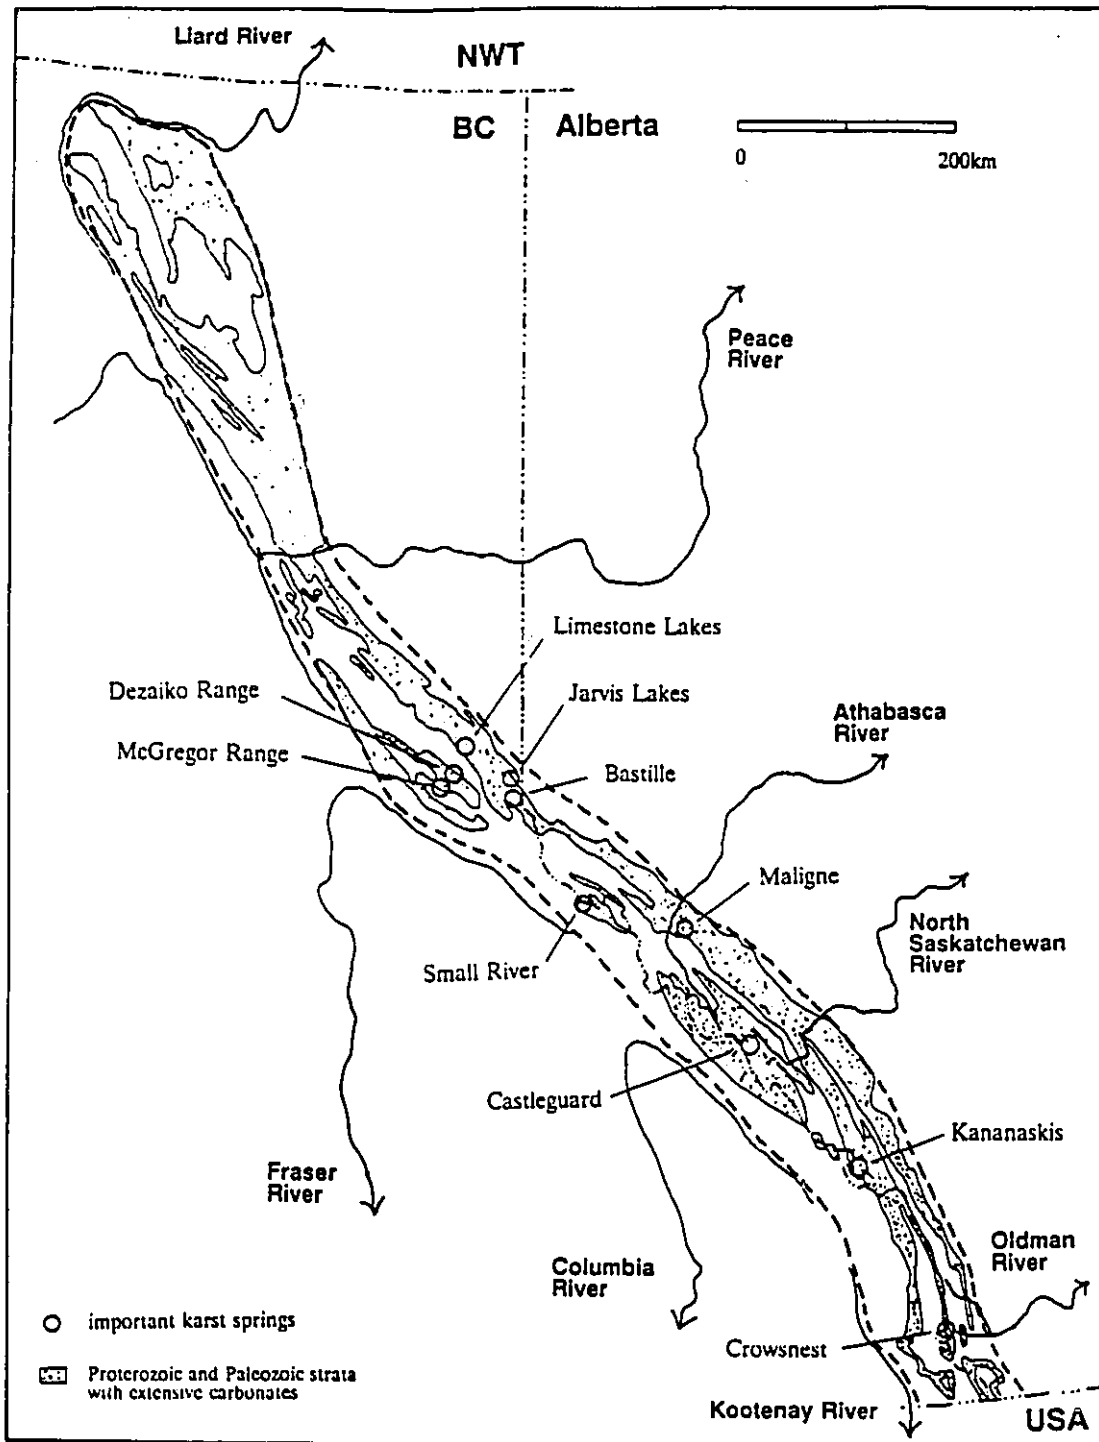 Liard River
NWT
BC
Alberta
0
200km
Peace
River
Limestone Lakes
Dezaiko Range
Jarvis Lakes
McGregor Range
Athabasca
River
Bastille
Maligne
North
Saskatchewan
River
Small River
Castleguard
Kananaskis
Fraser
River
Columbia
River
Oldman
River
important karst springs
Crowsnest
Proterozoic and Paleozoic strata
with extensive carbonates
Kootenay River
USA